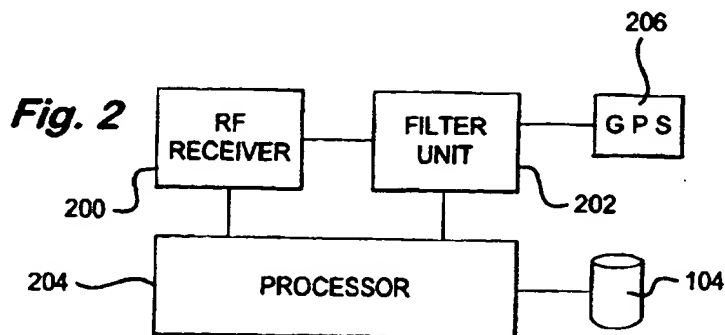 206
Fig. 2
RF
RECEIVER
FILTER
UNIT
G P S
200
202
204
PROCESSOR
104